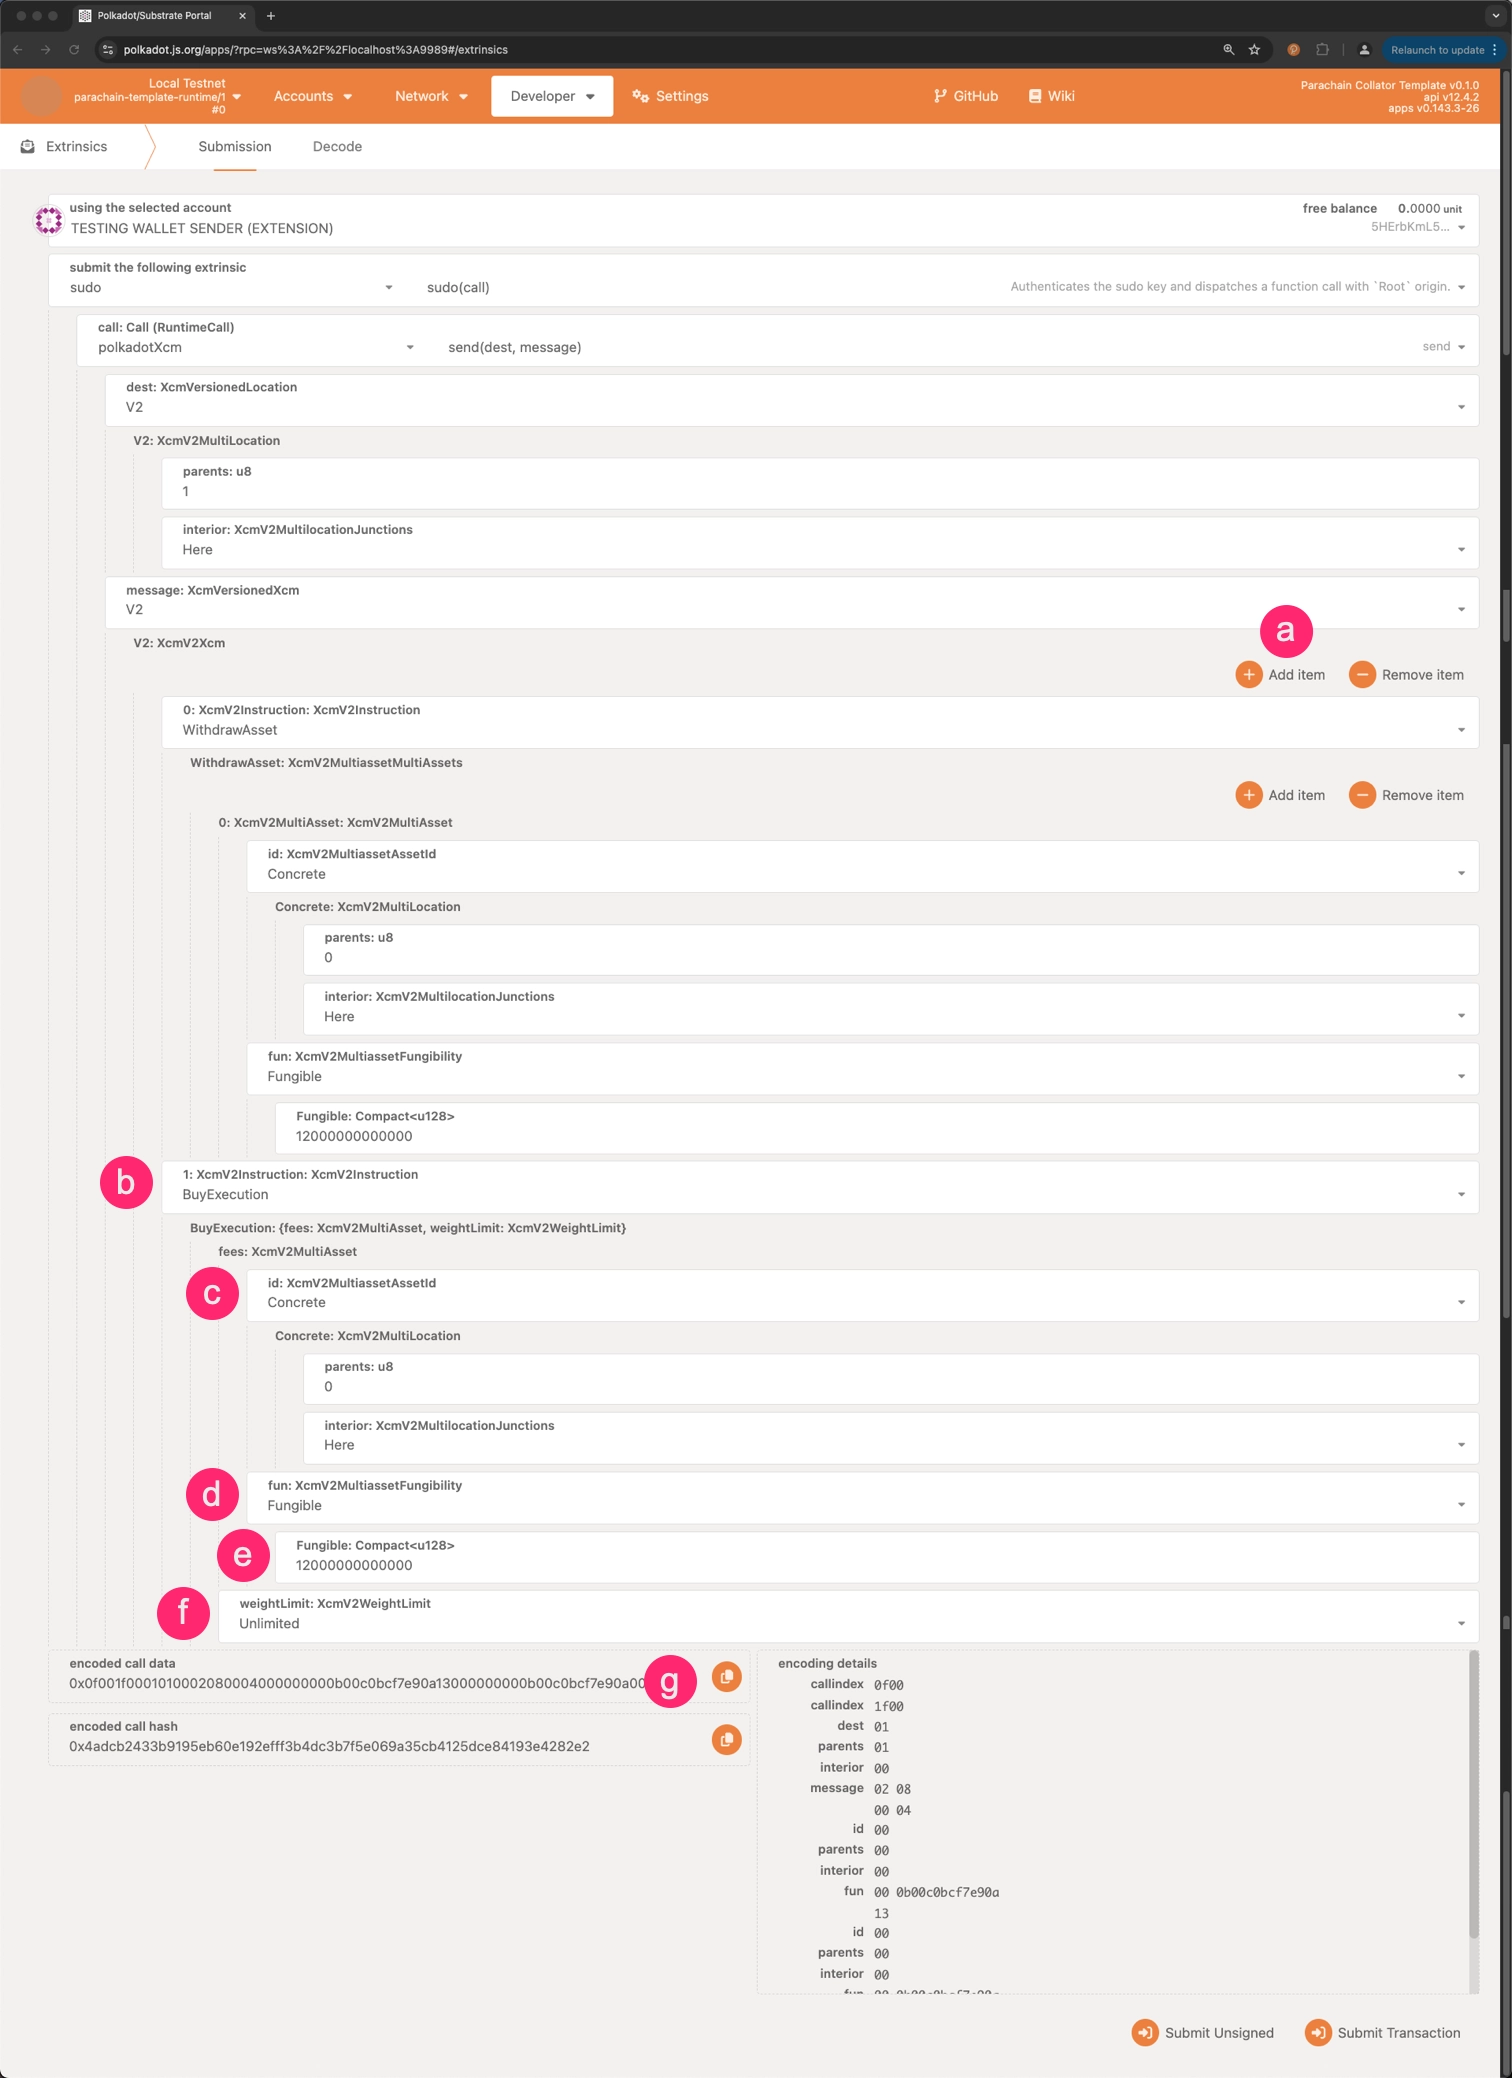 Polkadot/Substrate Portal
polkadot.js.org/apps/?rpc=ws%3A%2F%2Flocalhost%3A9989#/extrinsics
Relaunch to update
Local Testnet
parachain-template-runtime/1
#0
Accounts
Network
Developer
Settings
GitHub
Wiki
Parachain Collator Template v0.1.0
api v12.4.2
apps v0.143.3-26
Extrinsics
Submission
Decode
using the selected account
TESTING WALLET SENDER (EXTENSION)
free balance 0.0000 unit
5HErbKmL5...
submit the following extrinsic
sudo
sudo(call)
Authenticates the sudo key and dispatches a function call with `Root` origin.
call: Call (RuntimeCall)
polkadotXcm
send(dest, message)
send
dest: XcmVersionedLocation
V2
V2: XcmV2MultiLocation
parents: u8
1
interior: XcmV2MultilocationJunctions
Here
message: XcmVersionedXcm
V2
V2: XcmV2Xcm
a
Add item
Remove item
0: XcmV2Instruction: XcmV2Instruction
WithdrawAsset
WithdrawAsset: XcmV2MultiassetMultiAssets
Add item
Remove item
0: XcmV2MultiAsset: XcmV2MultiAsset
id: XcmV2MultiassetAssetId
Concrete
Concrete: XcmV2MultiLocation
parents: u8
0
interior: XcmV2MultilocationJunctions
Here
fun: XcmV2MultiassetFungibility
Fungible
Fungible: Compact<u128>
12000000000000
b
1: XcmV2Instruction: XcmV2Instruction
BuyExecution
BuyExecution: {fees: XcmV2MultiAsset, weightLimit: XcmV2WeightLimit}
fees: XcmV2MultiAsset
c
id: XcmV2MultiassetAssetId
Concrete
Concrete: XcmV2MultiLocation
parents: u8
0
interior: XcmV2MultilocationJunctions
Here
d
fun: XcmV2MultiassetFungibility
Fungible
e
Fungible: Compact<u128>
12000000000000
f
weightLimit: XcmV2WeightLimit
Unlimited
encoded call data
0x0f001f0001010002080004000000000b00c0bcf7e90a13000000000b00c0bcf7e90a00
g
encoded call hash
0x4adcb2433b9195eb60e192efff3b4dc3b7f5e069a35cb4125dce84193e4282e2
encoding details
callindex 0f00
callindex 1f00
dest 01
parents 01
interior 00
message 02 08
00 04
id 00
parents 00
interior 00
fun 00 0b00c0bcf7e90a
13
id 00
parents 00
interior 00
fun 00 0b00c0bcf7e90a
Submit Unsigned
Submit Transaction